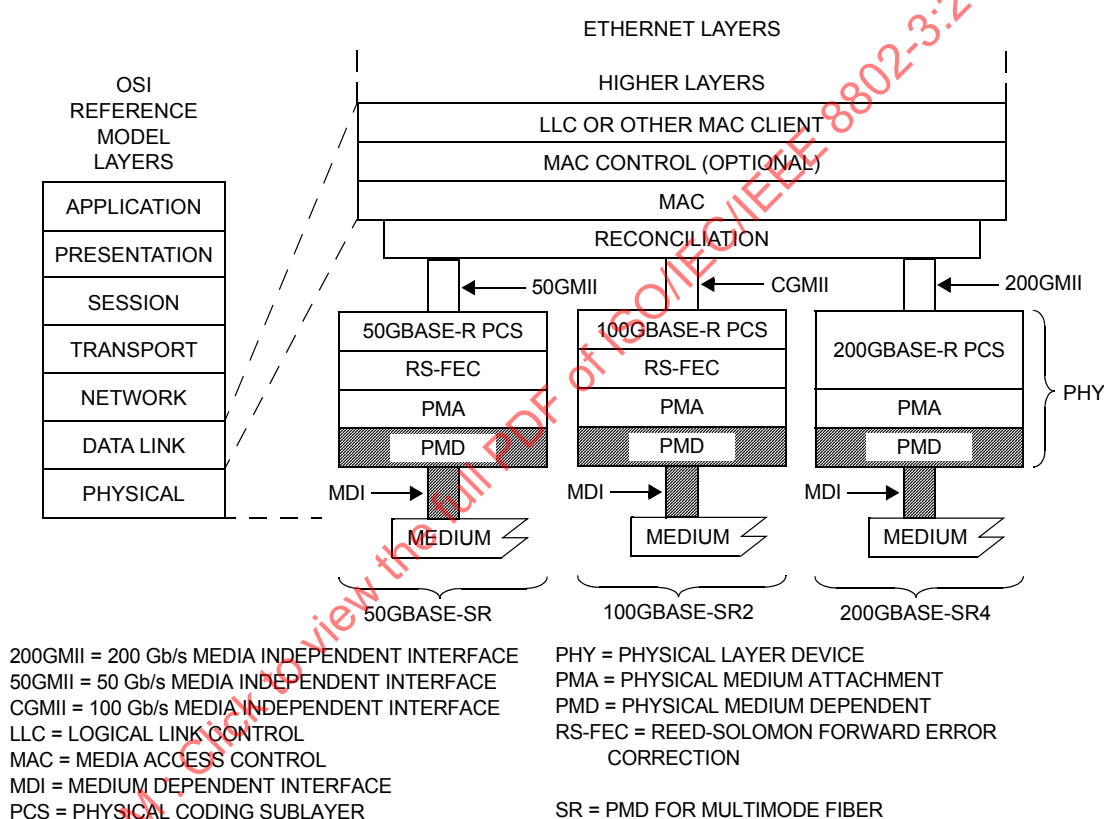 ETHERNET LAYERS
OSI
REFERENCE
MODEL
LAYERS
APPLICATION
PRESENTATION
SESSION
TRANSPORT
NETWORK
DATA LINK
PHYSICAL
HIGHER LAYERS
LLC OR OTHER MAC CLIENT
MAC CONTROL (OPTIONAL)
MAC
RECONCILIATION
50GMII
CGMII
200GMII
50GBASE-R PCS
RS-FEC
PMA
PMD
MDI
MEDIUM
50GBASE-SR
100GBASE-R PCS
RS-FEC
PMA
PMD
MDI
MEDIUM
100GBASE-SR2
200GBASE-R PCS
PMA
PMD
MDI
MEDIUM
200GBASE-SR4
PHY
200GMII = 200 Gb/s MEDIA INDEPENDENT INTERFACE
50GMII = 50 Gb/s MEDIA INDEPENDENT INTERFACE
CGMII = 100 Gb/s MEDIA INDEPENDENT INTERFACE
LLC = LOGICAL LINK CONTROL
MAC = MEDIA ACCESS CONTROL
MDI = MEDIUM DEPENDENT INTERFACE
PCS = PHYSICAL CODING SUBLAYER
PHY = PHYSICAL LAYER DEVICE
PMA = PHYSICAL MEDIUM ATTACHMENT
PMD = PHYSICAL MEDIUM DEPENDENT
RS-FEC = REED-SOLOMON FORWARD ERROR
CORRECTION
SR = PMD FOR MULTIMODE FIBER
M : Click to view the full PDF of ISO/IEC/IEEE 8802-3:2